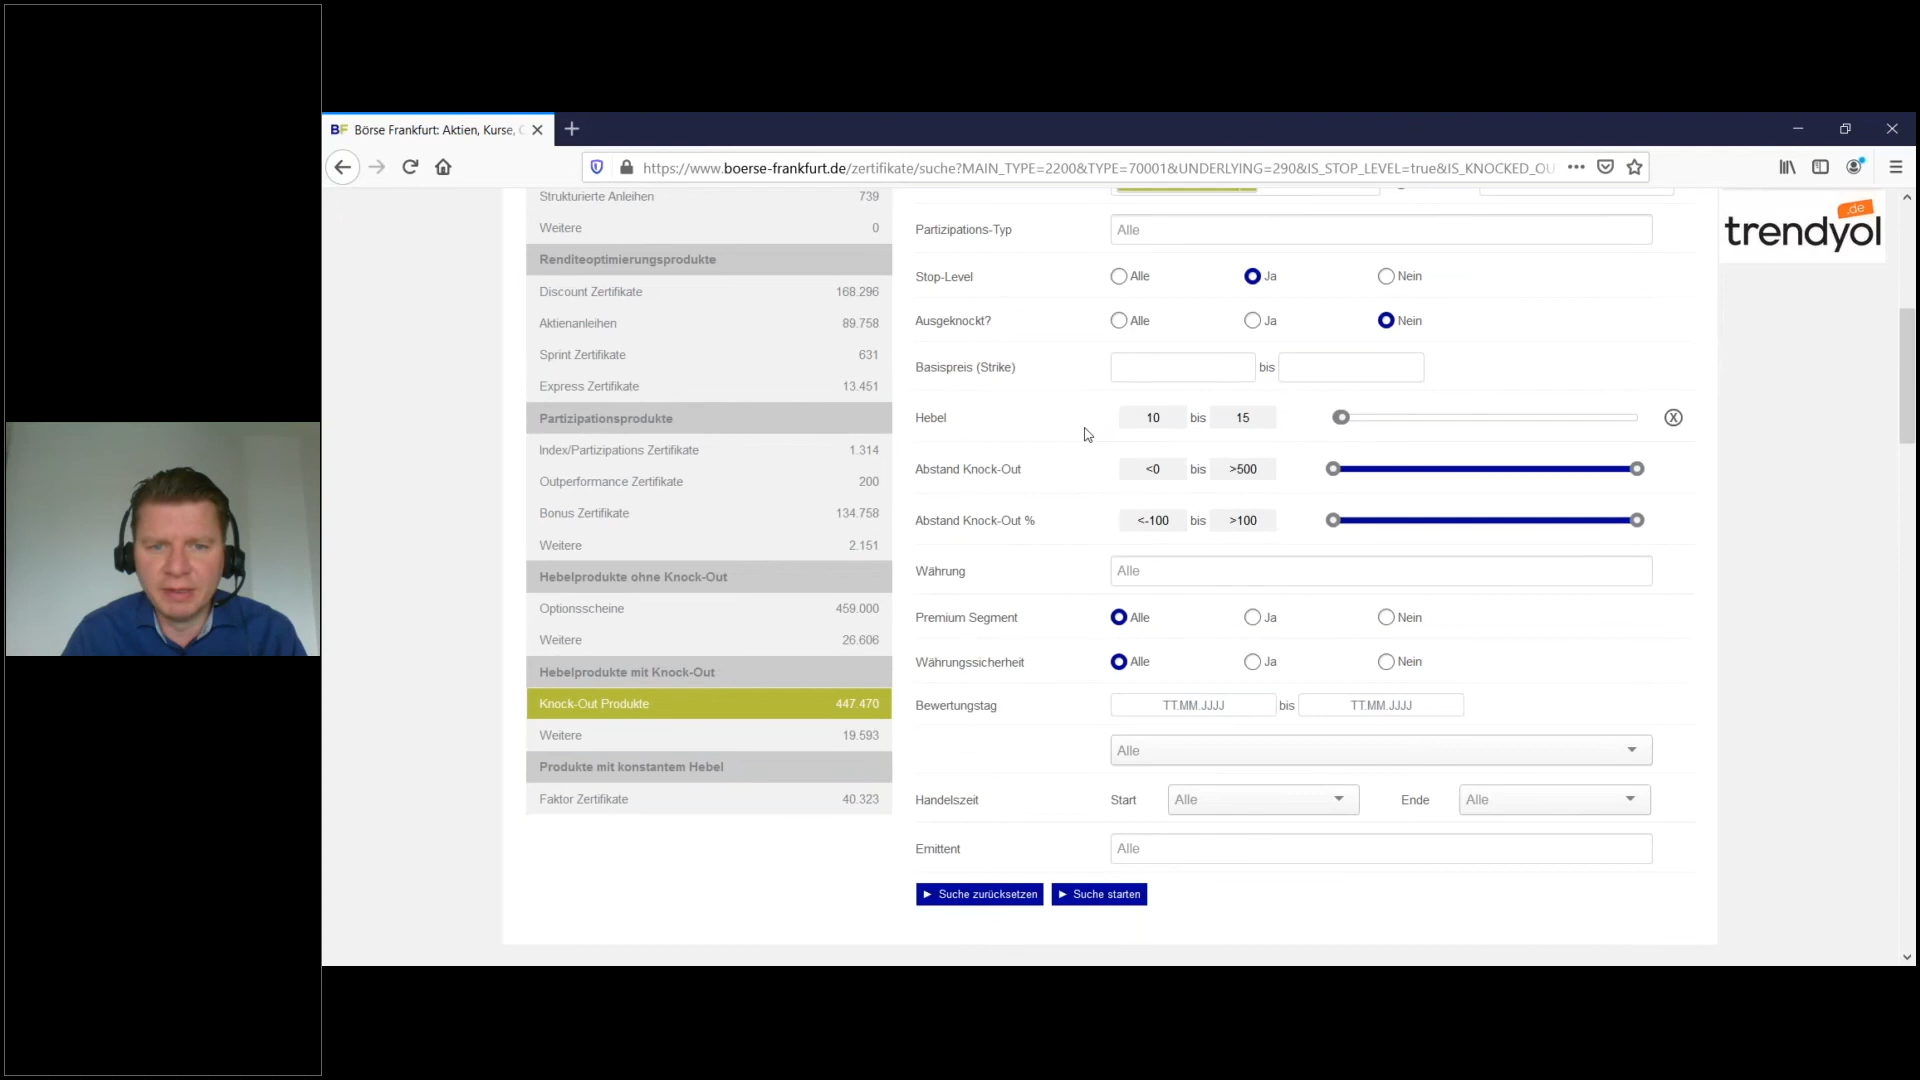 BF Börse Frankfurt: Aktien, Kurse, C
https://www.boerse-frankfurt.de/zertifikate/suche?MAIN_TYPE=2200&TYPE=70001&UNDERLYING=290&IS_STOP_LEVEL=true&IS_KNOCKED_OU
Strukturierte Anleihen 739
Weitere 0
Renditeoptimierungsprodukte
Discount Zertifikate 168.296
Aktienanleihen 89.758
Sprint Zertifikate 631
Express Zertifikate 13.451
Partizipationsprodukte
Index/Partizipations Zertifikate 1.314
Outperformance Zertifikate 200
Bonus Zertifikate 134.758
Weitere 2.151
Hebelprodukte ohne Knock-Out
Optionsscheine 459.000
Weitere 26.606
Hebelprodukte mit Knock-Out
Knock-Out Produkte 447.470
Weitere 19.593
Produkte mit konstantem Hebel
Faktor Zertifikate 40.323
Partizipations-Typ Alle
Stop-Level Alle Ja Nein
Ausgeknockt? Alle Ja Nein
Basispreis (Strike) bis
Hebel 10 bis 15 X
Abstand Knock-Out <0 bis >500
Abstand Knock-Out % <-100 bis >100
Währung Alle
Premium Segment Alle Ja Nein
Währungssicherheit Alle Ja Nein
Bewertungstag TT.MM.JJJJ bis TT.MM.JJJJ
Alle
Handelszeit Start Alle Ende Alle
Emittent Alle
Suche zurücksetzen Suche starten
trendyol .de